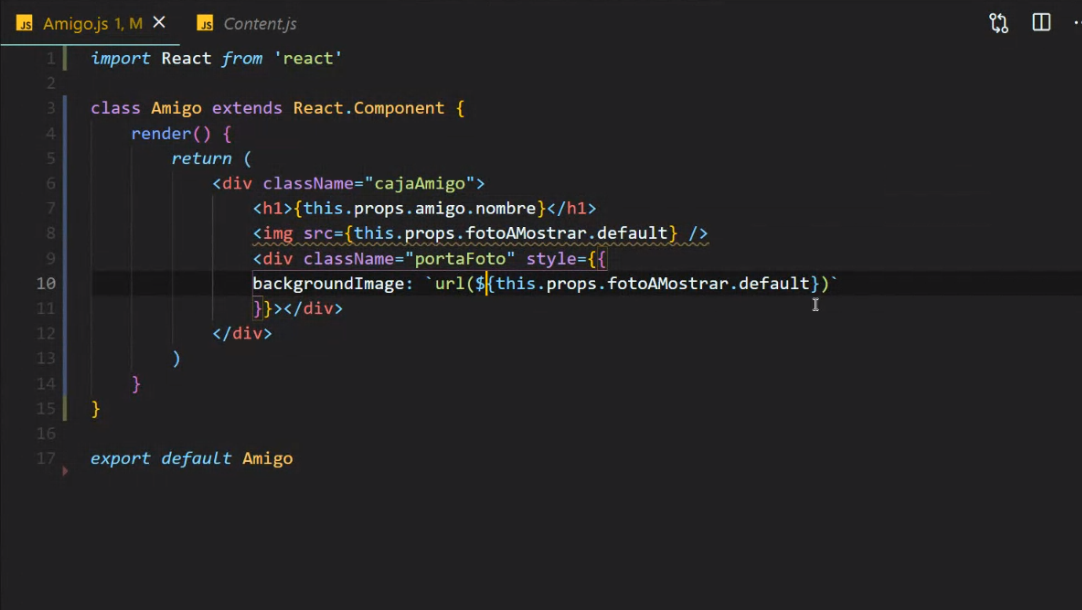 JS Amigo.js 1, M
JS Content.js
1 import React from 'react'
2
3 class Amigo extends React.Component {
4 render() {
5 return (
6 <div className="cajaAmigo">
7 <h1>{this.props.amigo.nombre}</h1>
8 <img src={this.props.fotoAMostrar.default} />
9 <div className="portaFoto" style={{
10 backgroundImage: `url(${this.props.fotoAMostrar.default})`
11 }}></div>
12 </div>
13 )
14 }
15 }
16
17 export default Amigo